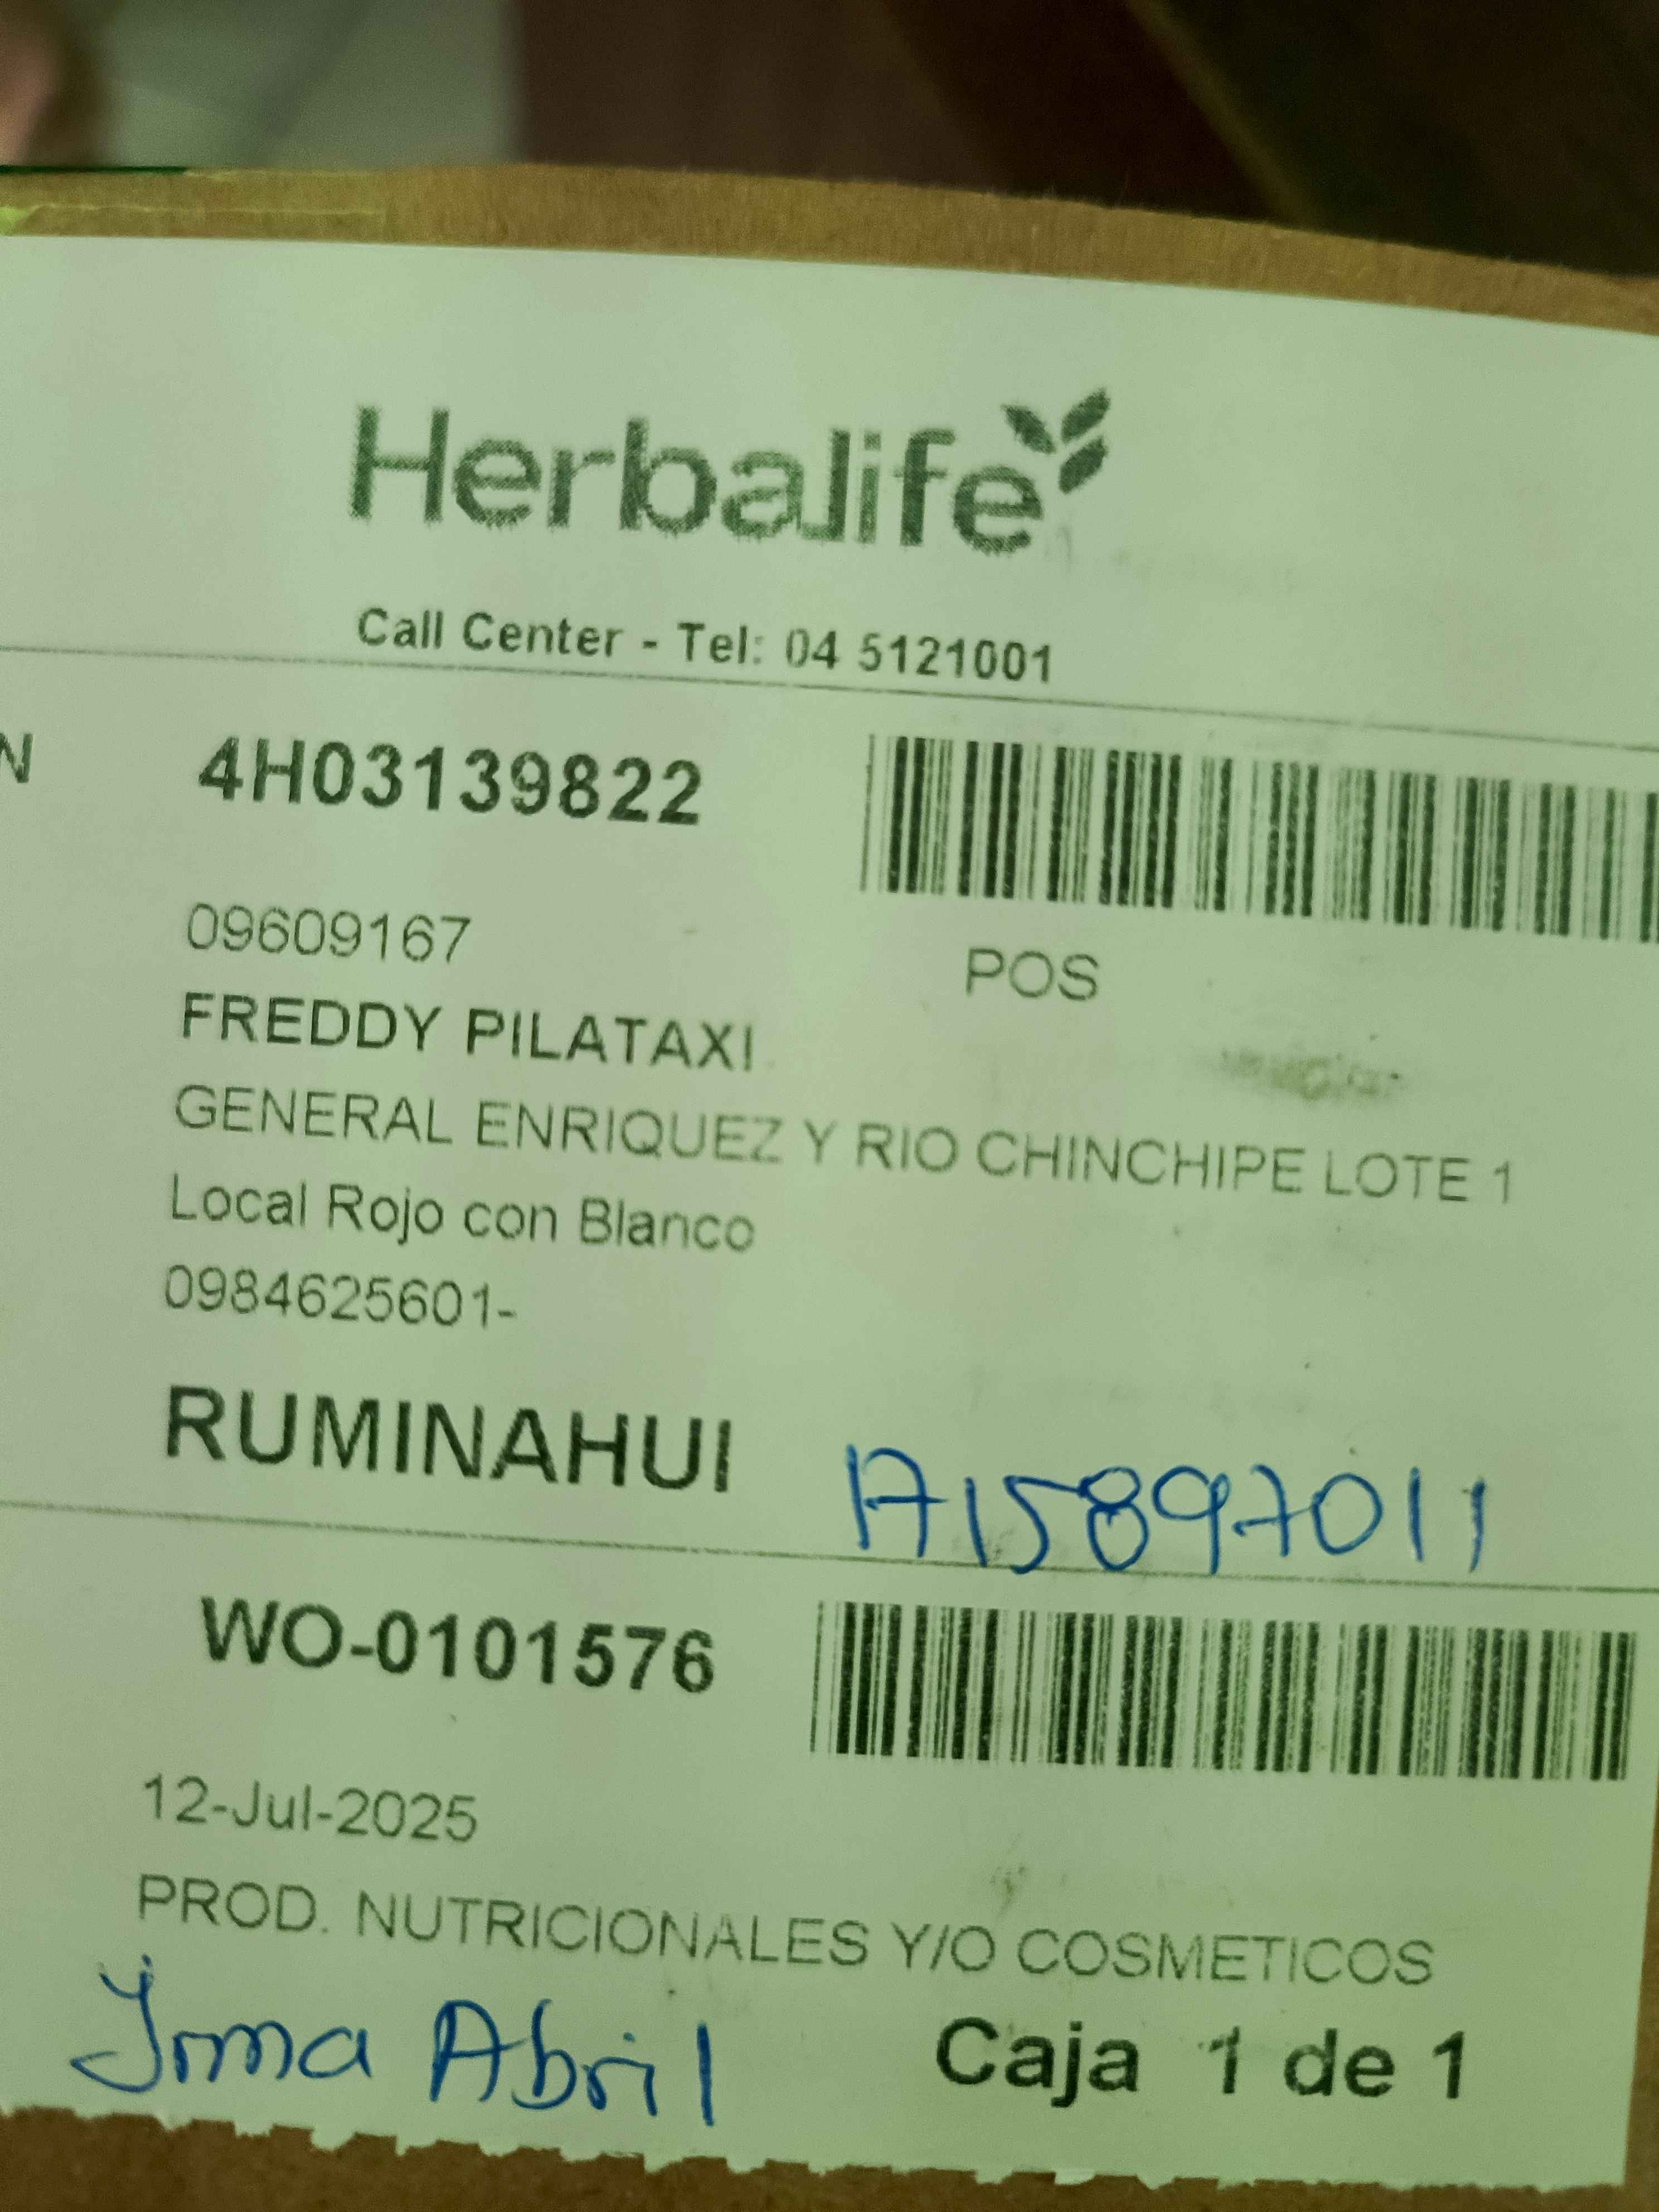 Herbalife
Call Center - Tel: 04 5121001
N 4H03139822
09609167
POS
FREDDY PILATAXI
GENERAL ENRIQUEZ Y RIO CHINCHIPE LOTE 1
Local Rojo con Blanco
0984625601-
RUMINAHUI 1715897011
WO-0101576
12-Jul-2025
PROD. NUTRICIONALES Y/O COSMETICOS
Irma Abril
Caja 1 de 1